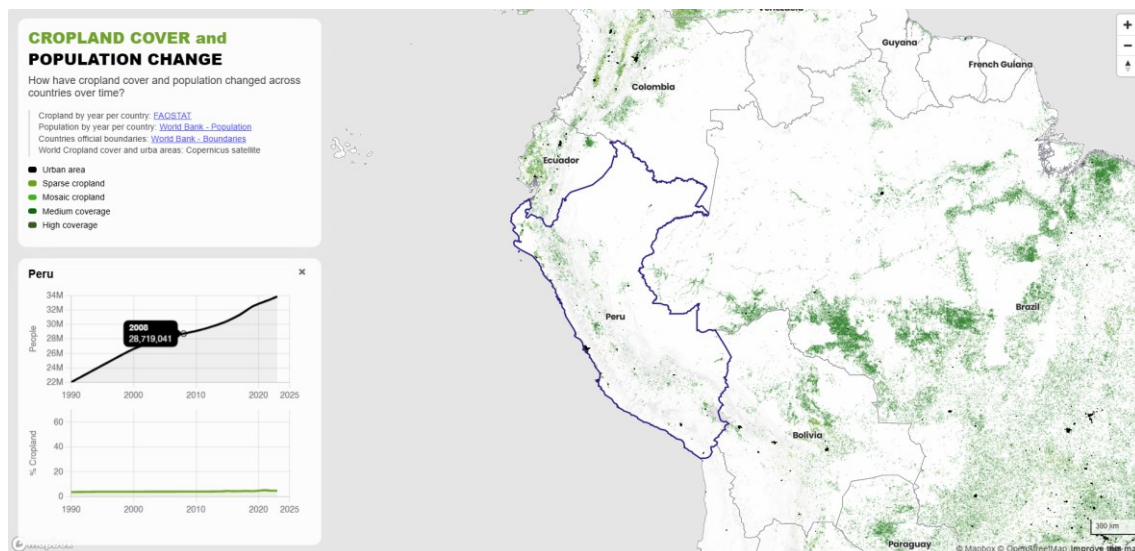 CROPLAND COVER and
POPULATION CHANGE
How have cropland cover and population changed across
countries over time?
Cropland by year per country: FAOSTAT
Population by year per country: World Bank - Population
Countries official boundaries: World Bank - Boundaries
World Cropland cover and urba areas: Copernicus satellite
Urban area
Sparse cropland
Mosaic cropland
Medium coverage
High coverage
Peru
×
34M
32M
30M
28M
26M
24M
22M
People
2008
28,719,041
1990
2000
2010
2020
2025
60
40
20
0
% Cropland
1990
2000
2010
2020
2025
mapbox
Venezuela
Guyana
French Guiana
Colombia
Ecuador
Peru
Brazil
Bolivia
Paraguay
+
−
300 km
© Mapbox © OpenStreetMap Improve